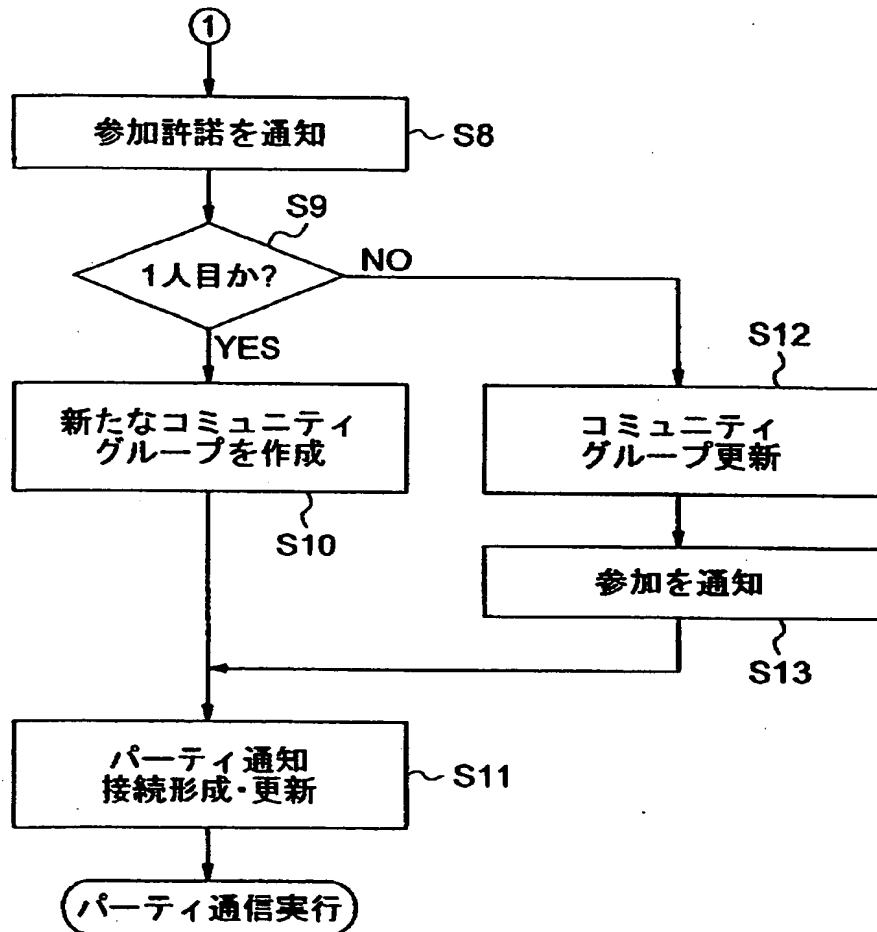 1
参加許諾を通知
S8
S9
1人目か?
NO
YES
S12
新たなコミュニティ
グループを作成
S10
コミュニティ
グループ更新
参加を通知
S13
パーティ通知
接続形成・更新
S11
パーティ通信実行